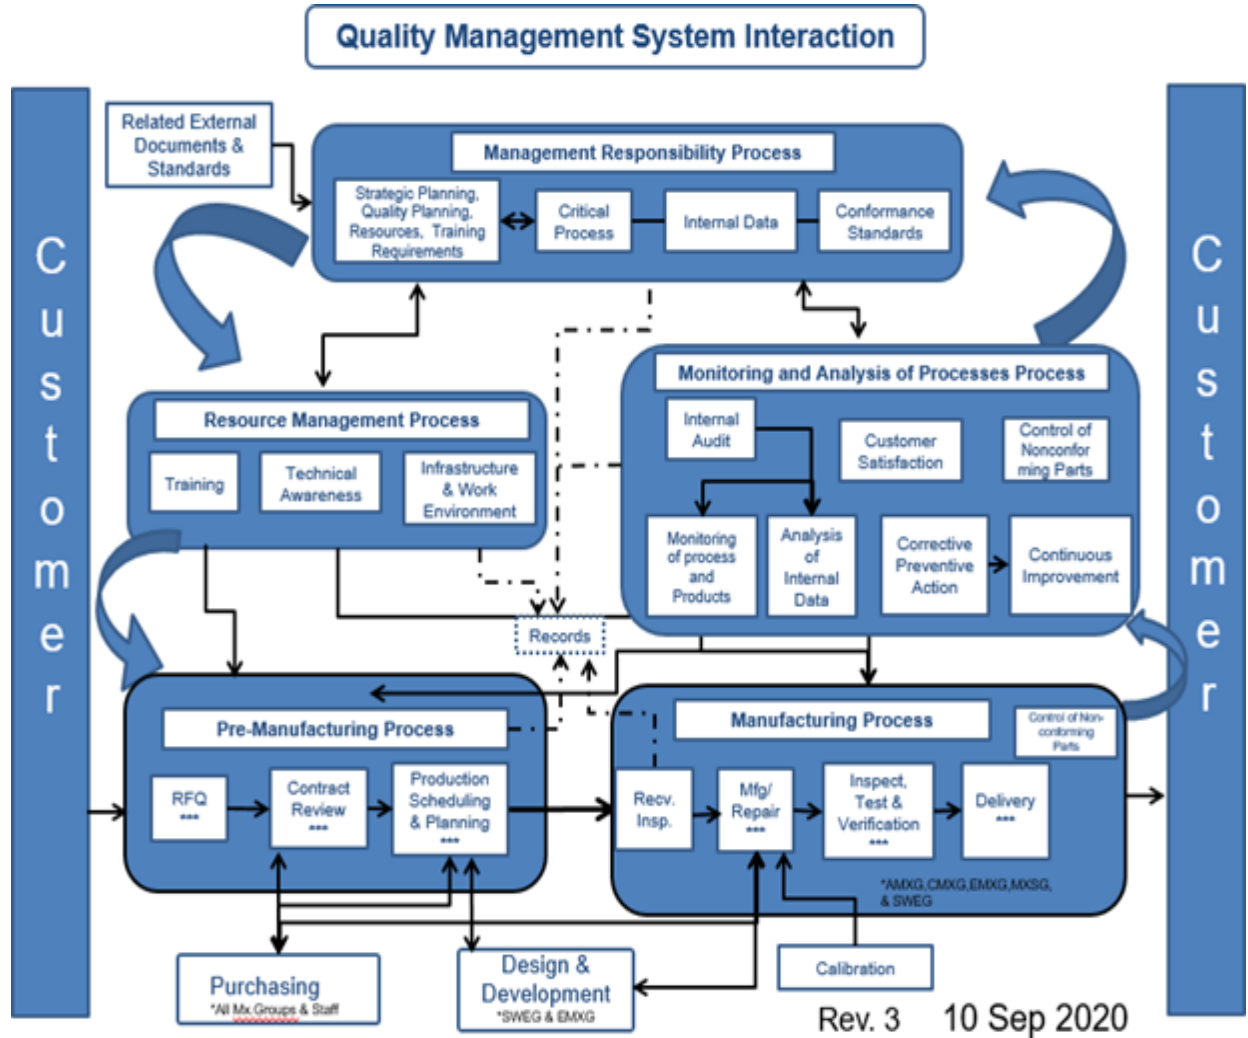 Quality Management System Interaction
Customer
Related External
Documents &
Standards
Management Responsibility Process
Strategic Planning,
Quality Planning,
Resources, Training
Requirements
Critical
Process
Internal Data
Conformance
Standards
Customer
Resource Management Process
Training
Technical
Awareness
Infrastructure
& Work
Environment
Monitoring and Analysis of Processes Process
Internal
Audit
Customer
Satisfaction
Control of
Nonconfor
ming Parts
Monitoring
of process
and
Products
Analysis
of
Internal
Data
Corrective
Preventive
Action
Continuous
Improvement
Records
Pre-Manufacturing Process
RFQ
***
Contract
Review
***
Production
Scheduling
& Planning
***
Manufacturing Process
Control of Non-
conforming
Parts
Recv.
Insp.
Mfg/
Repair
***
Inspect,
Test &
Verification
***
Delivery
***
*AMXG,CMXG,EMXG,MXSG,
& SWEG
Purchasing
*All Mx.Groups & Staff
Design &
Development
*SWEG & EMXG
Calibration
Rev. 3 10 Sep 2020